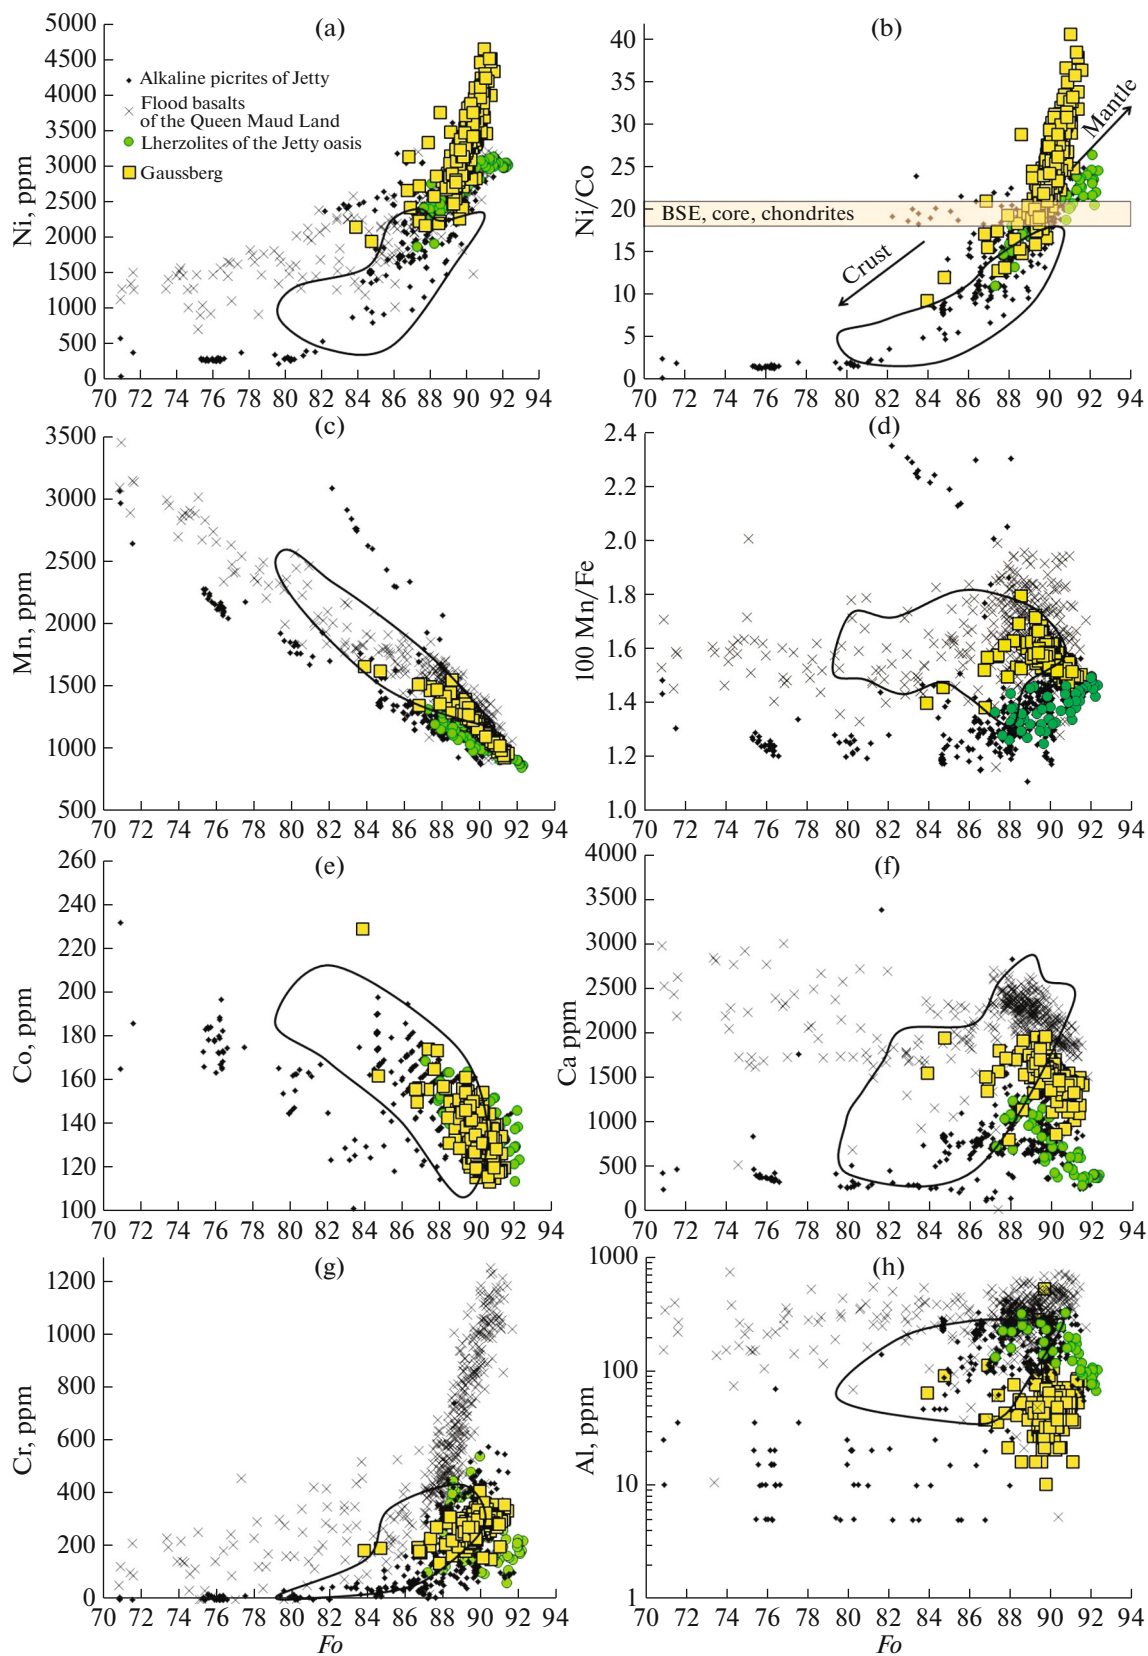 (a)
5000
4500
4000
3500
3000
2500
2000
1500
1000
500
0
Ni, ppm
Alkaline picrites of Jetty
Flood basalts
of the Queen Maud Land
Lherzolites of the Jetty oasis
Gaussberg
70 72 74 76 78 80 82 84 86 88 90 92 94
(b)
40
35
30
25
20
15
10
5
0
Ni/Co
Mantle
BSE, core, chondrites
Crust
70 72 74 76 78 80 82 84 86 88 90 92 94
(c)
3500
3000
2500
2000
1500
1000
500
Mn, ppm
70 72 74 76 78 80 82 84 86 88 90 92 94
(d)
2.4
2.2
2.0
1.8
1.6
1.4
1.2
1.0
100 Mn/Fe
70 72 74 76 78 80 82 84 86 88 90 92 94
(e)
260
240
220
200
180
160
140
120
100
Co, ppm
70 72 74 76 78 80 82 84 86 88 90 92 94
(f)
4000
3500
3000
2500
2000
1500
1000
500
0
Ca ppm
70 72 74 76 78 80 82 84 86 88 90 92 94
(g)
1200
1000
800
600
400
200
0
Cr, ppm
70 72 74 76 78 80 82 84 86 88 90 92 94
Fo
(h)
1000
100
10
1
Al, ppm
70 72 74 76 78 80 82 84 86 88 90 92 94
Fo